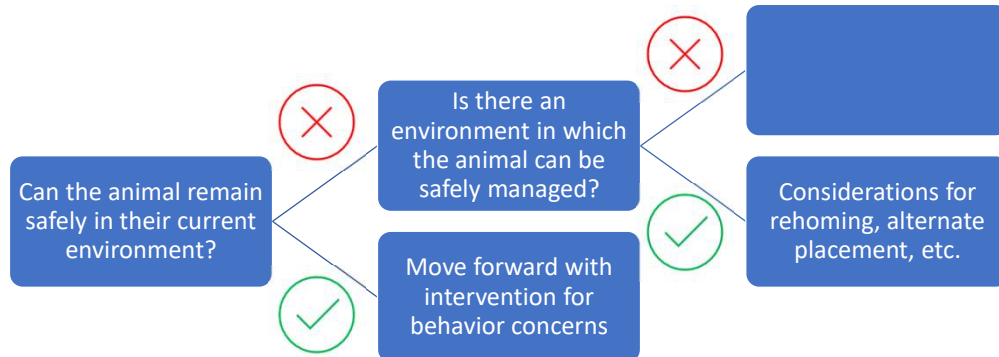 Can the animal remain
safely in their current
environment?
Is there an
environment in which
the animal can be
safely managed?
Move forward with
intervention for
behavior concerns
Considerations for
rehoming, alternate
placement, etc.